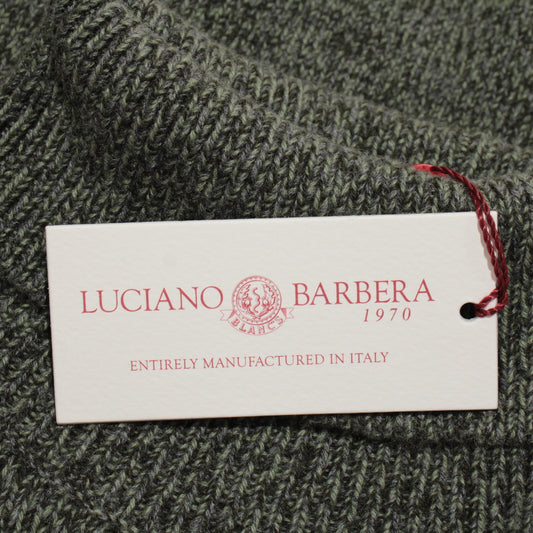 LUCIANO BARBERA
BLANCS
1970
ENTIRELY MANUFACTURED IN ITALY